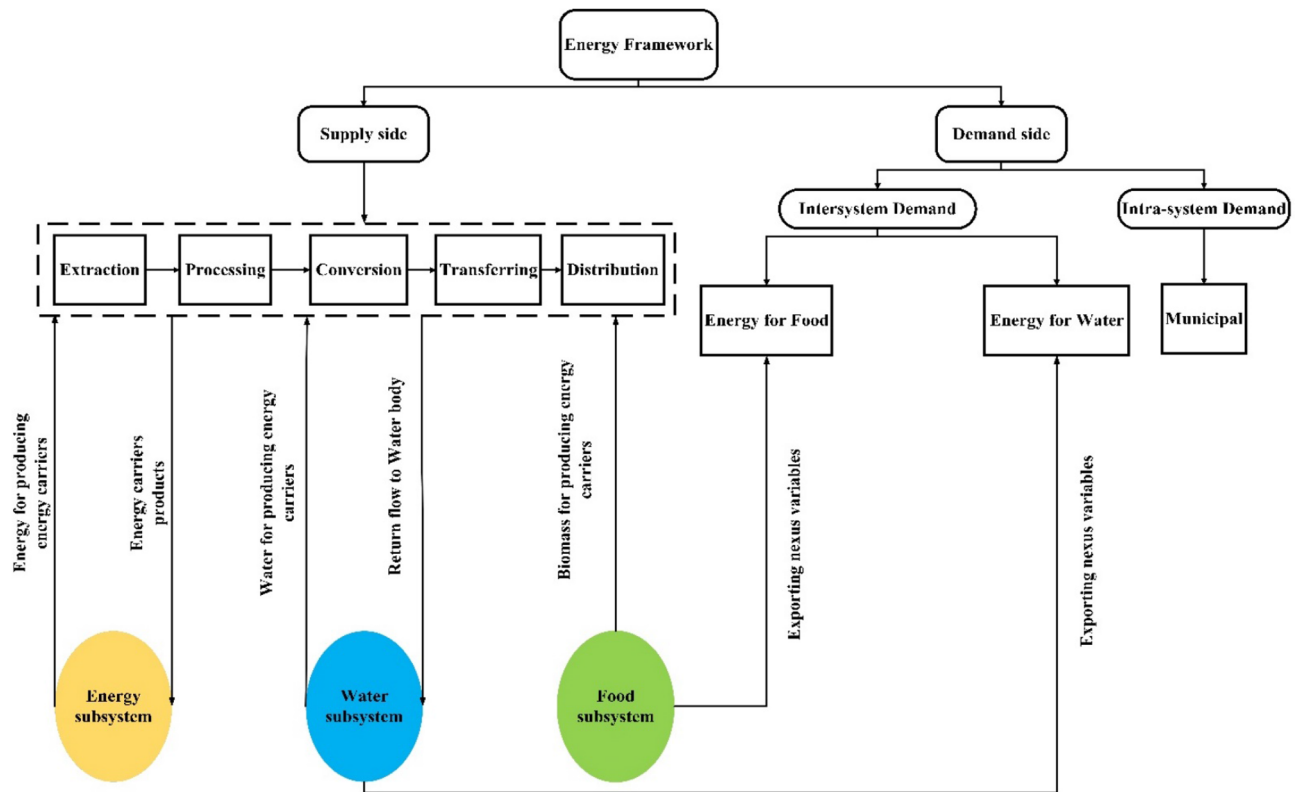 Energy Framework
Supply side
Demand side
Intersystem Demand
Intra-system Demand
Extraction
Processing
Conversion
Transferring
Distribution
Energy for Food
Energy for Water
Municipal
Energy for producing
energy carriers
Energy carriers
products
Water for producing energy
carriers
Return flow to Water body
Biomass for producing energy
carriers
Exporting nexus variables
Exporting nexus variables
Energy
subsystem
Water
subsystem
Food
subsystem